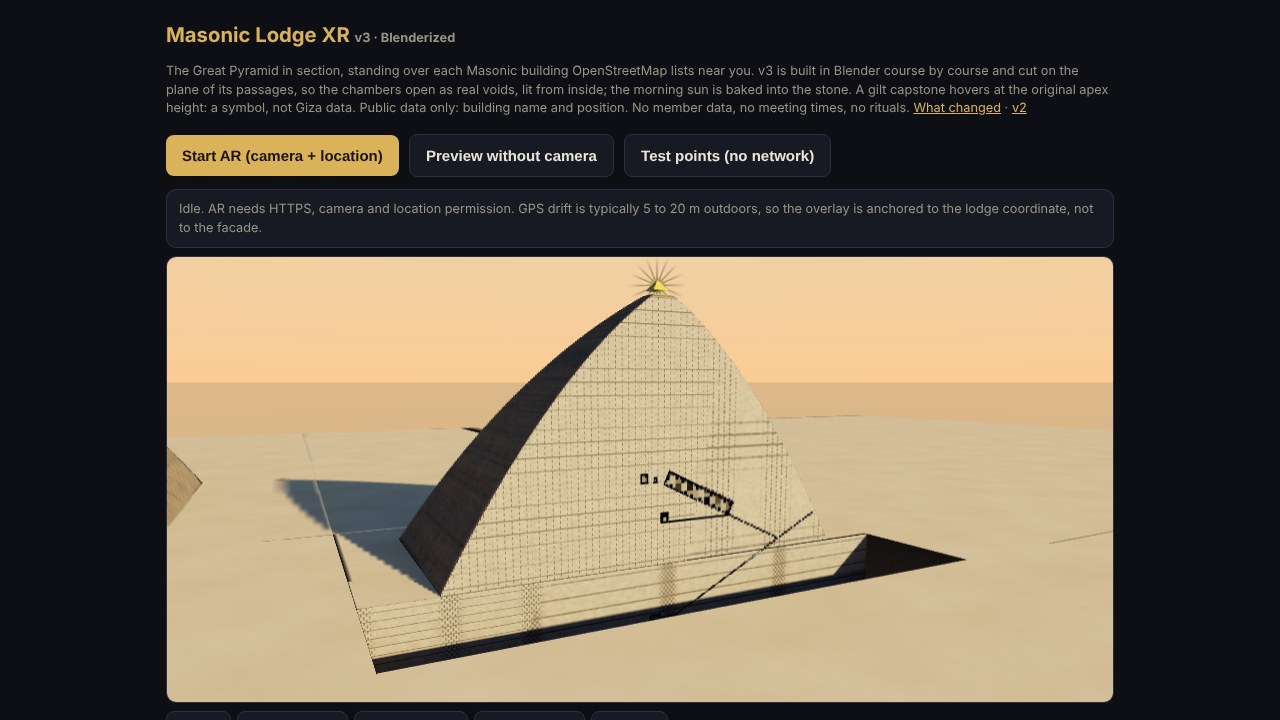 Masonic Lodge XR v3 · Blenderized
The Great Pyramid in section, standing over each Masonic building OpenStreetMap lists near you. v3 is built in Blender course by course and cut on the
plane of its passages, so the chambers open as real voids, lit from inside; the morning sun is baked into the stone. A gilt capstone hovers at the original apex
height: a symbol, not Giza data. Public data only: building name and position. No member data, no meeting times, no rituals. What changed · v2
Start AR (camera + location)
Preview without camera
Test points (no network)
Idle. AR needs HTTPS, camera and location permission. GPS drift is typically 5 to 20 m outdoors, so the overlay is anchored to the lodge coordinate, not
to the facade.